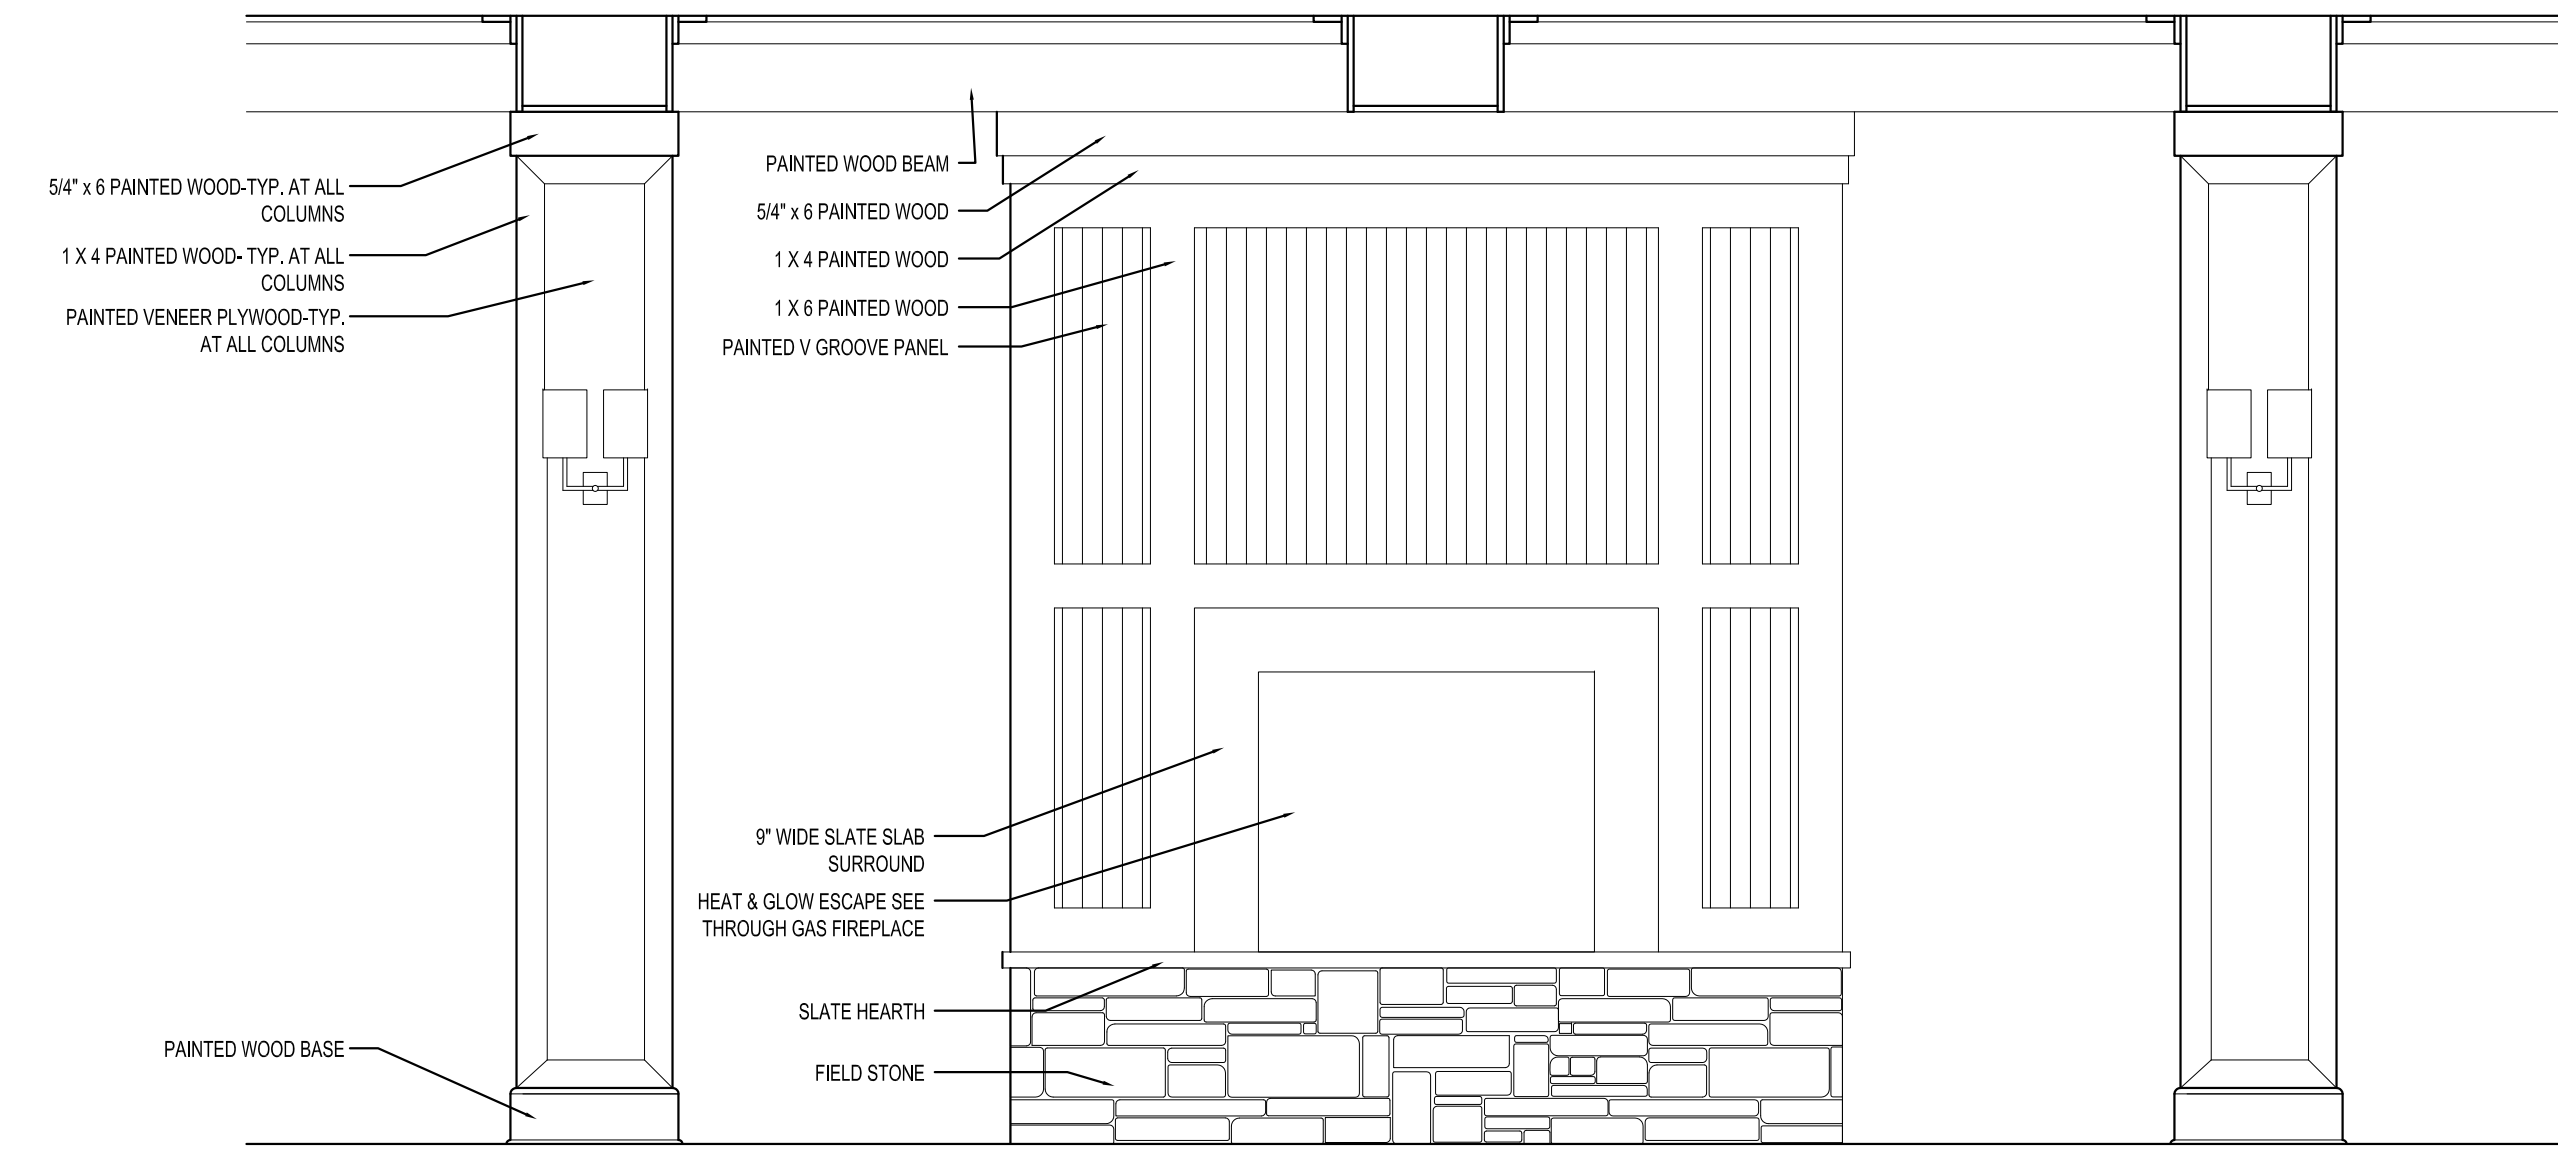 5/4" x 6 PAINTED WOOD-TYP. AT ALL
COLUMNS
1 X 4 PAINTED WOOD- TYP. AT ALL
COLUMNS
PAINTED VENEER PLYWOOD-TYP.
AT ALL COLUMNS
PAINTED WOOD BASE
PAINTED WOOD BEAM
5/4" x 6 PAINTED WOOD
1 X 4 PAINTED WOOD
1 X 6 PAINTED WOOD
PAINTED V GROOVE PANEL
9" WIDE SLATE SLAB
SURROUND
HEAT & GLOW ESCAPE SEE
THROUGH GAS FIREPLACE
SLATE HEARTH
FIELD STONE